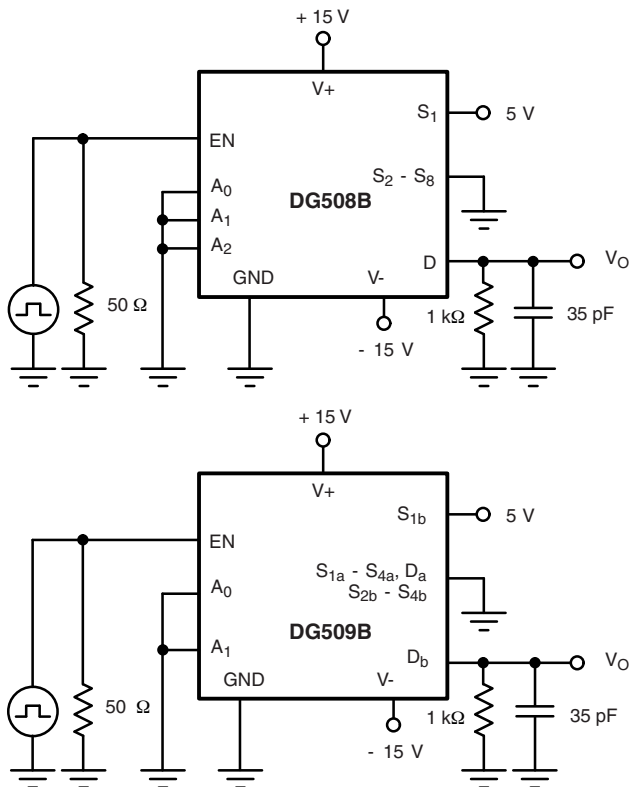 + 15 V
V+
S1
5 V
EN
S2 - S8
A0
DG508B
A1
A2
D
VO
GND
V-
50 Ω
1 kΩ
35 pF
- 15 V
+ 15 V
V+
S1b
5 V
EN
S1a - S4a, Da
A0
S2b - S4b
DG509B
A1
Db
VO
GND
V-
50 Ω
1 kΩ
35 pF
- 15 V